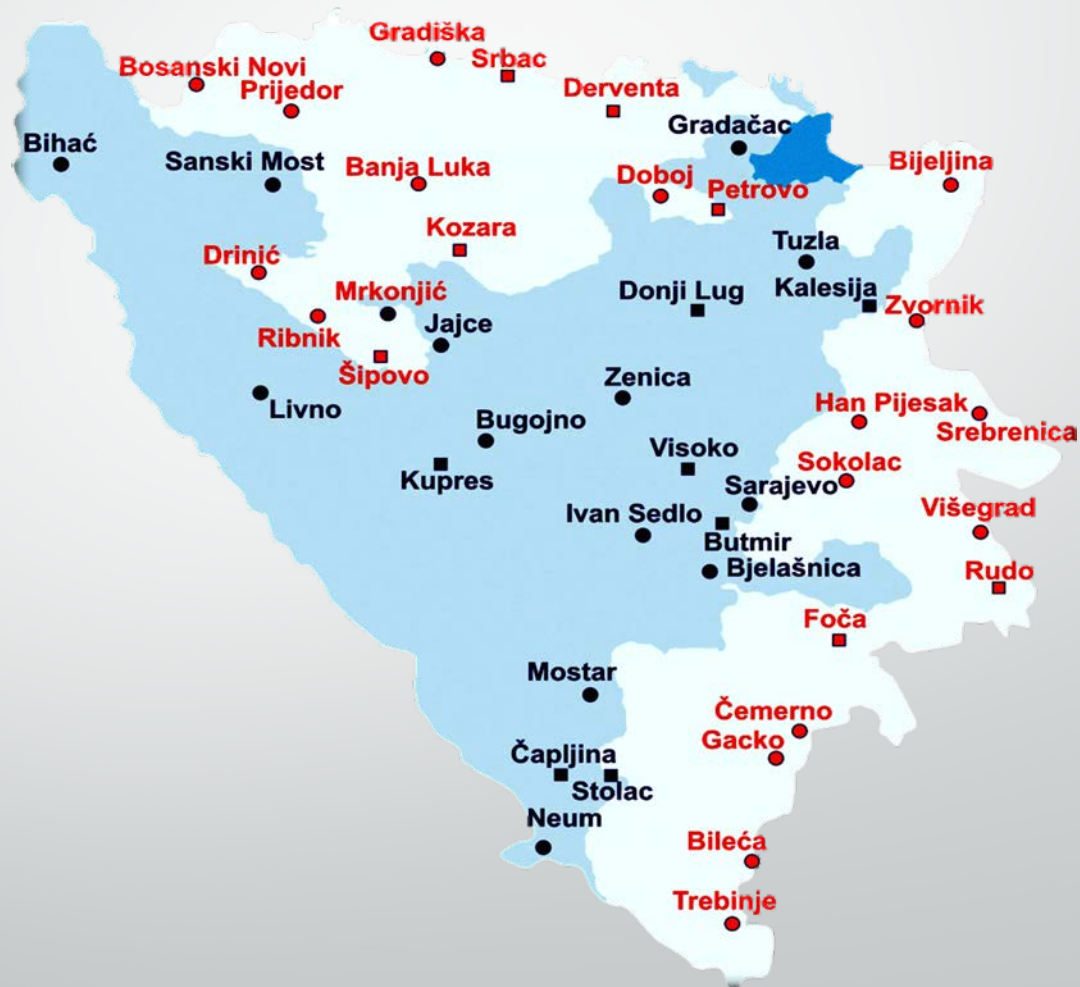 Gradiška
Srbac
Bosanski Novi
Prijedor
Derventa
Gradačac
Bihać
Sanski Most
Banja Luka
Doboj
Petrovo
Bijeljina
Kozara
Tuzla
Drinić
Mrkonjić
Donji Lug
Kalesija
Zvornik
Jajce
Ribnik
Šipovo
Zenica
Livno
Bugojno
Han Pijesak
Srebrenica
Visoko
Sokolac
Kupres
Sarajevo
Ivan Sedlo
Višegrad
Butmir
Bjelašnica
Rudo
Foča
Mostar
Čemerno
Gacko
Čapljina
Stolac
Neum
Bileća
Trebinje